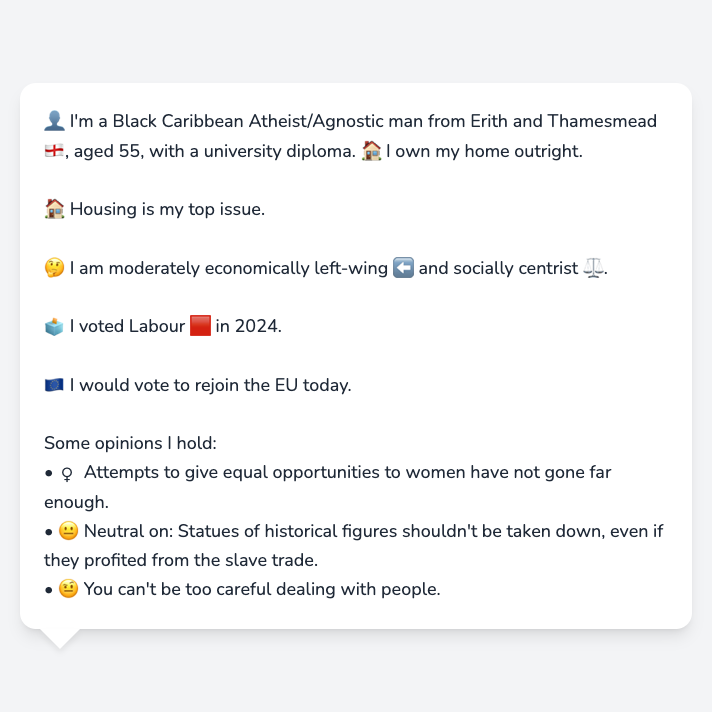 👤 I'm a Black Caribbean Atheist/Agnostic man from Erith and Thamesmead
🏴󠁧󠁢󠁥󠁮󠁧󠁿, aged 55, with a university diploma. 🏠 I own my home outright.
🏠 Housing is my top issue.
🤔 I am moderately economically left-wing ⬅️ and socially centrist ⚖️.
🗳️ I voted Labour 🟥 in 2024.
🇪🇺 I would vote to rejoin the EU today.
Some opinions I hold:
• ♀ Attempts to give equal opportunities to women have not gone far
enough.
• 😐 Neutral on: Statues of historical figures shouldn't be taken down, even if
they profited from the slave trade.
• 🤨 You can't be too careful dealing with people.